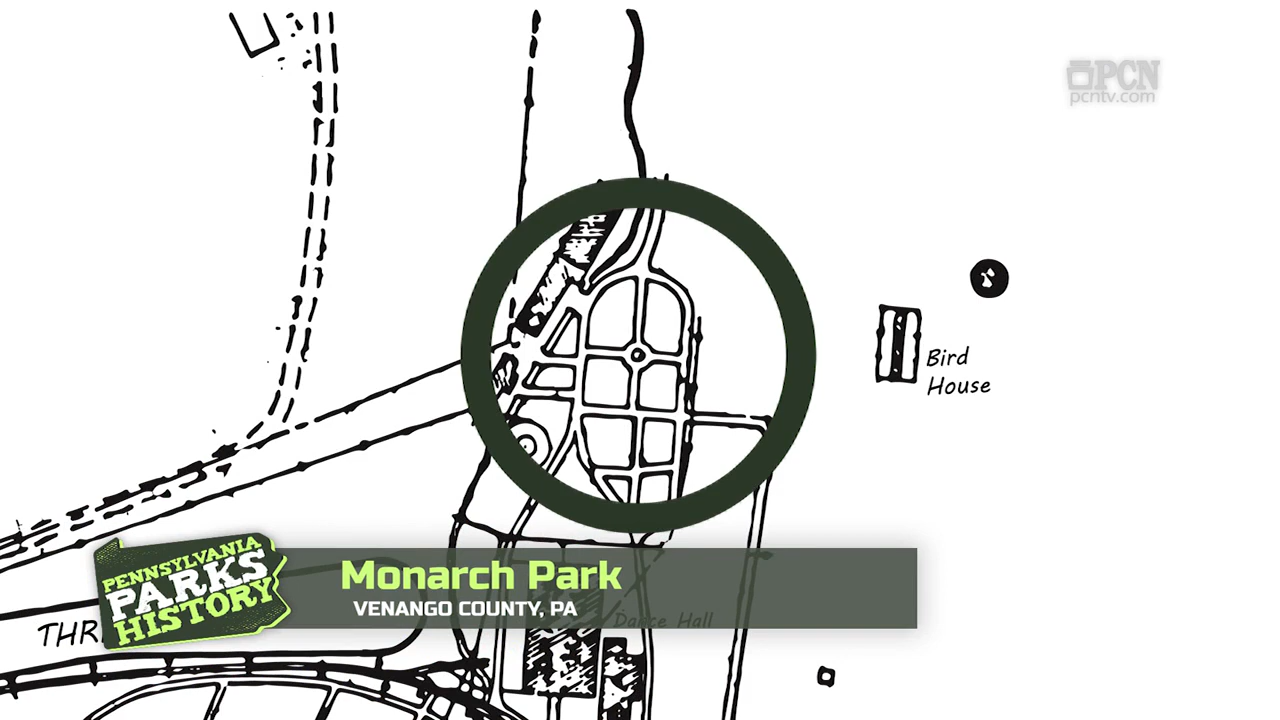 PCN
pcntv.com
Bird
House
PENNSYLVANIA
PARKS
HISTORY
Monarch Park
VENANGO COUNTY, PA
Dance Hall
THR